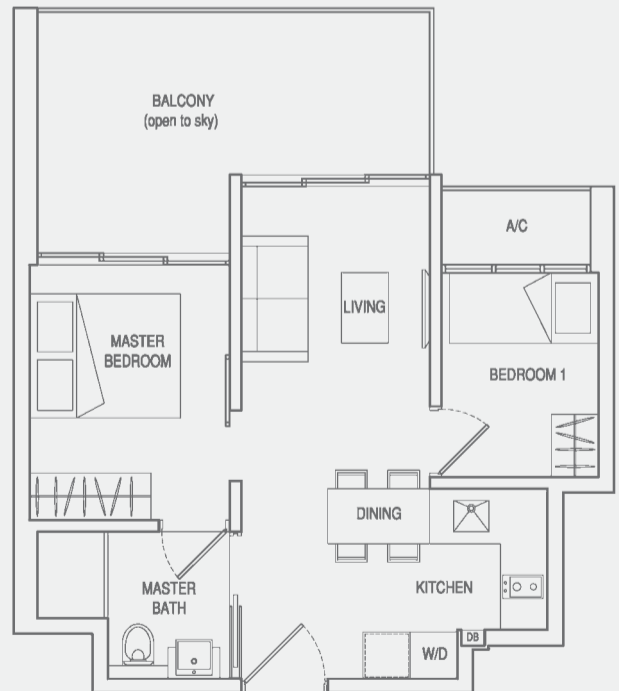 BALCONY
(open to sky)
A/C
LIVING
MASTER
BEDROOM
BEDROOM 1
DINING
MASTER
BATH
KITCHEN
DB
W/D